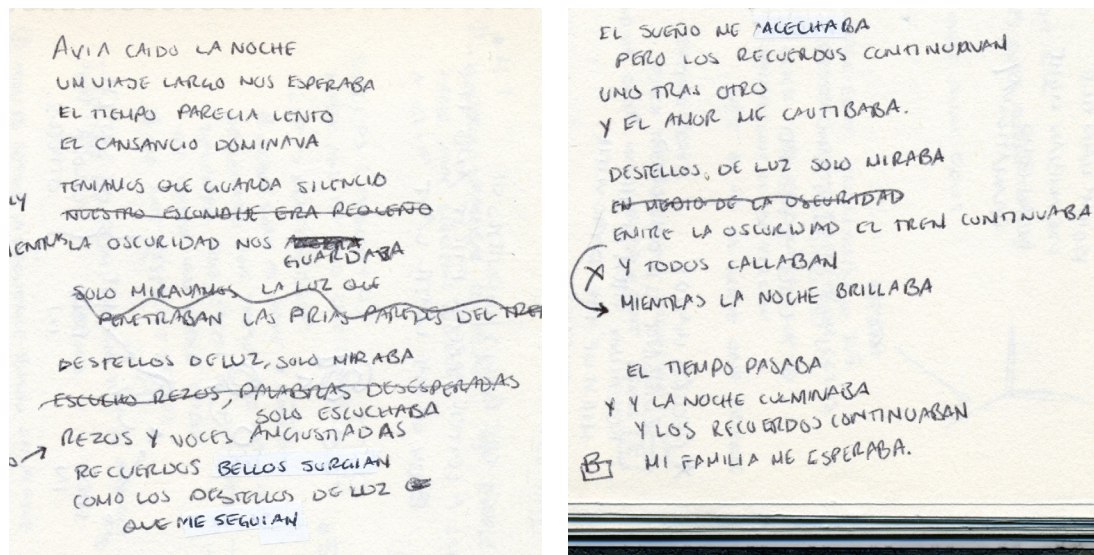 AVIA CAIDO LA NOCHE
UN VIAJE LARGO NOS ESPERABA
EL TIEMPO PARECIA LENTO
EL CANSANCIO DOMINAVA
TENIAMOS QUE GUARDA SILENCIO
NUESTRO ESCONDIJE ERA PEQUEÑO
LA OSCURIDAD NOS
GUARDABA
SOLO MIRAVAMOS LA LUZ QUE
PENETRABAN LAS FRIAS PAREDES DEL TREN
DESTELLOS DE LUZ, SOLO MIRABA
ESCUCHO REZOS, PALABRAS DESESPERADAS
SOLO ESCUCHABA
REZOS Y VOCES ANGUSTIADAS
RECUERDOS BELLOS SURGIAN
COMO LOS DESTELLOS DE LUZ
QUE ME SEGUIAN
EL SUEÑO ME ACECHABA
PERO LOS RECUERDOS CONTINUAVAN
UNO TRAS OTRO
Y EL AMOR ME CAUTIBABA.
DESTELLOS, DE LUZ SOLO MIRABA
EN MEDIO DE LA OSCURIDAD
ENTRE LA OSCURIDAD EL TREN CONTINUABA
X Y TODOS CALLABAN
MIENTRAS LA NOCHE BRILLABA
EL TIEMPO PASABA
Y Y LA NOCHE CULMINABA
Y LOS RECUERDOS CONTINUABAN
B MI FAMILIA ME ESPERABA.